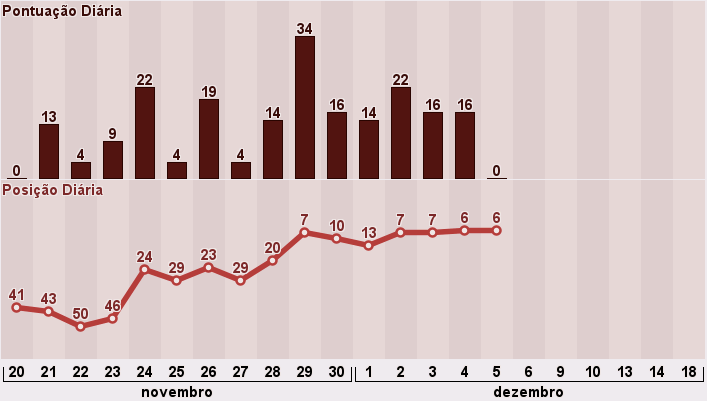 Pontuação Diária
0 13 4 9 22 4 19 4 14 34 16 14 22 16 16 0
Posição Diária
41 43 50 46 24 29 23 29 20 7 10 13 7 7 6 6
20 21 22 23 24 25 26 27 28 29 30 1 2 3 4 5 6 9 10 13 14 18
novembro dezembro